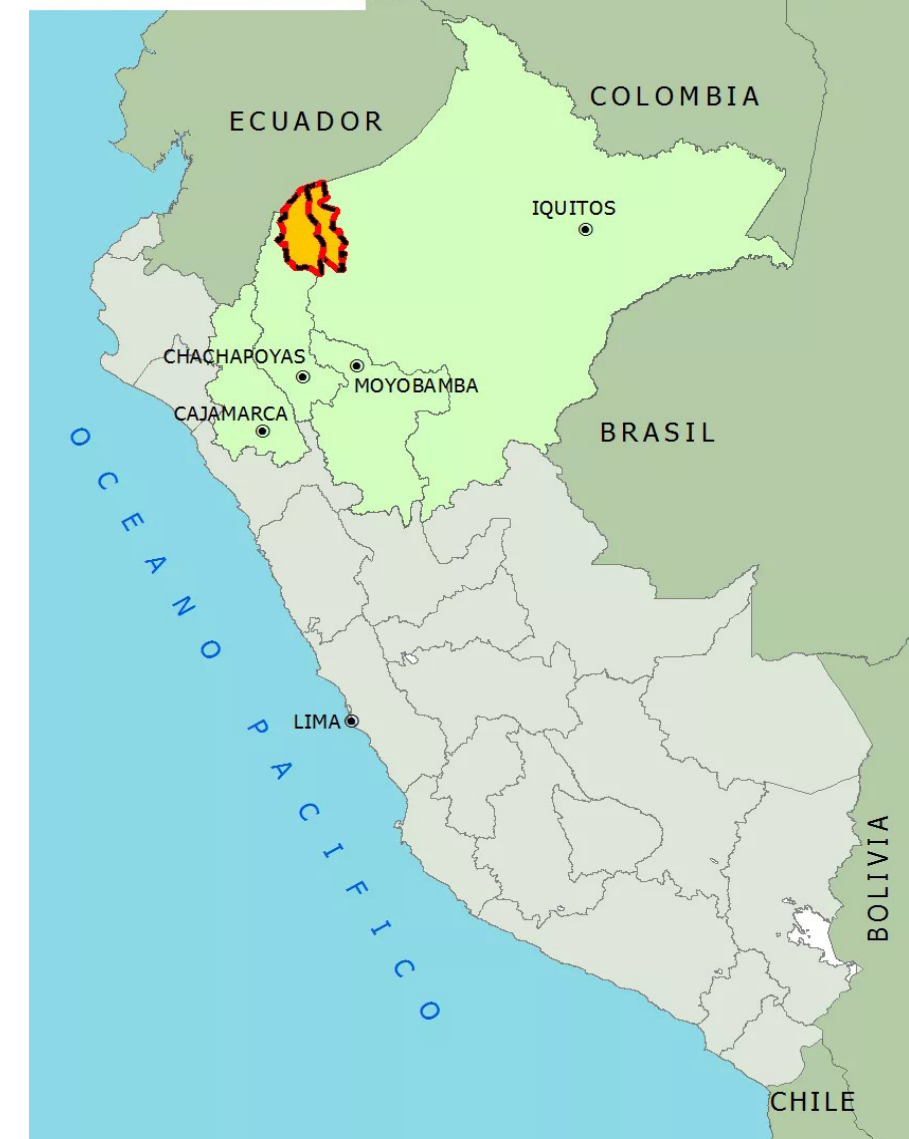 COLOMBIA
ECUADOR
IQUITOS
CHACHAPOYAS
MOYOBAMBA
CAJAMARCA
BRASIL
OCEANO PACIFICO
LIMA
BOLIVIA
CHILE